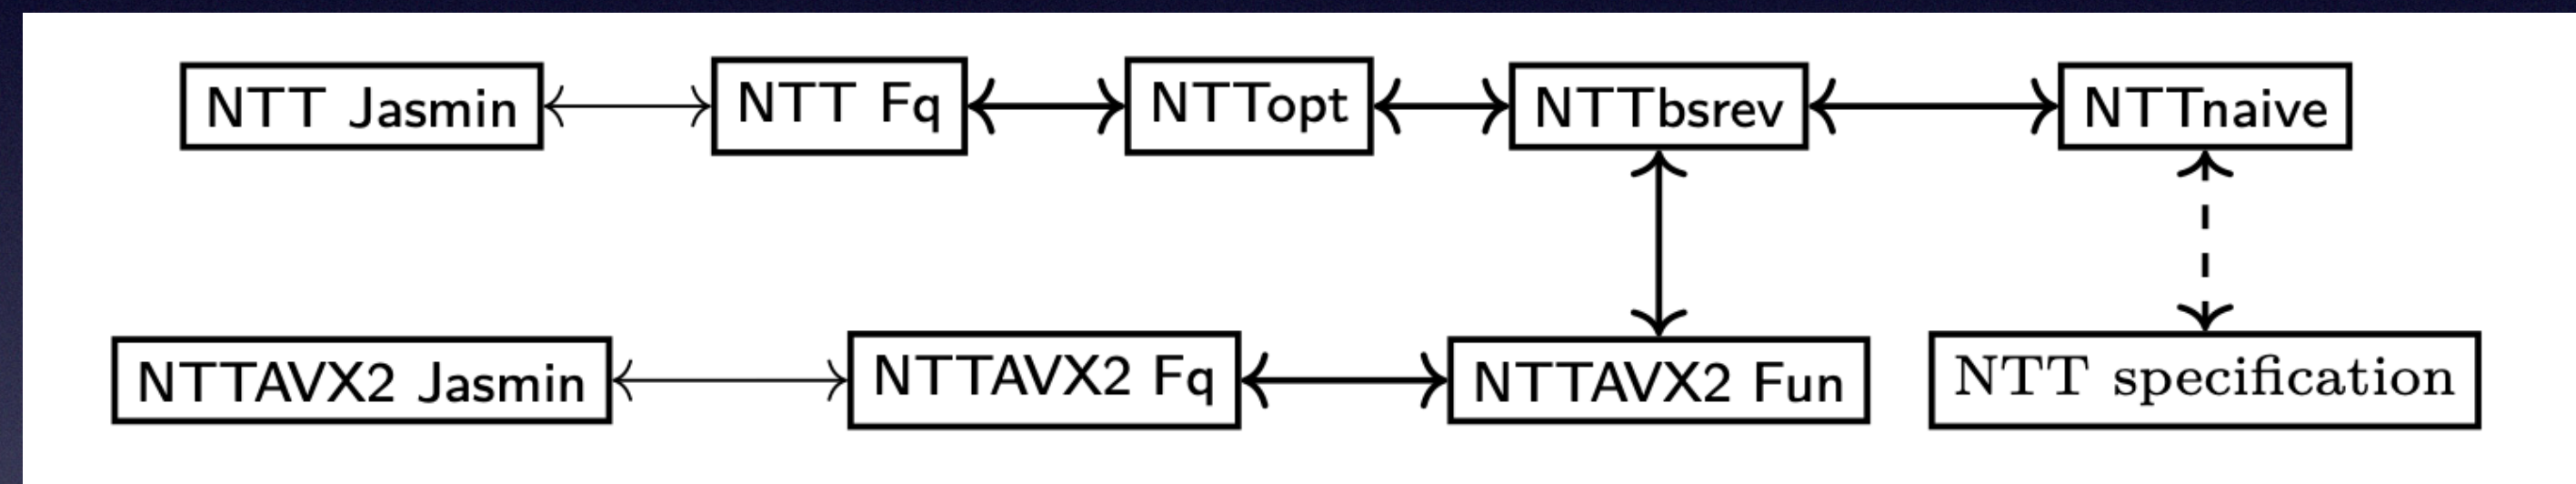 NTT Jasmin
NTT Fq
NTTopt
NTTbsrev
NTTnaive
NTTAVX2 Jasmin
NTTAVX2 Fq
NTTAVX2 Fun
NTT specification